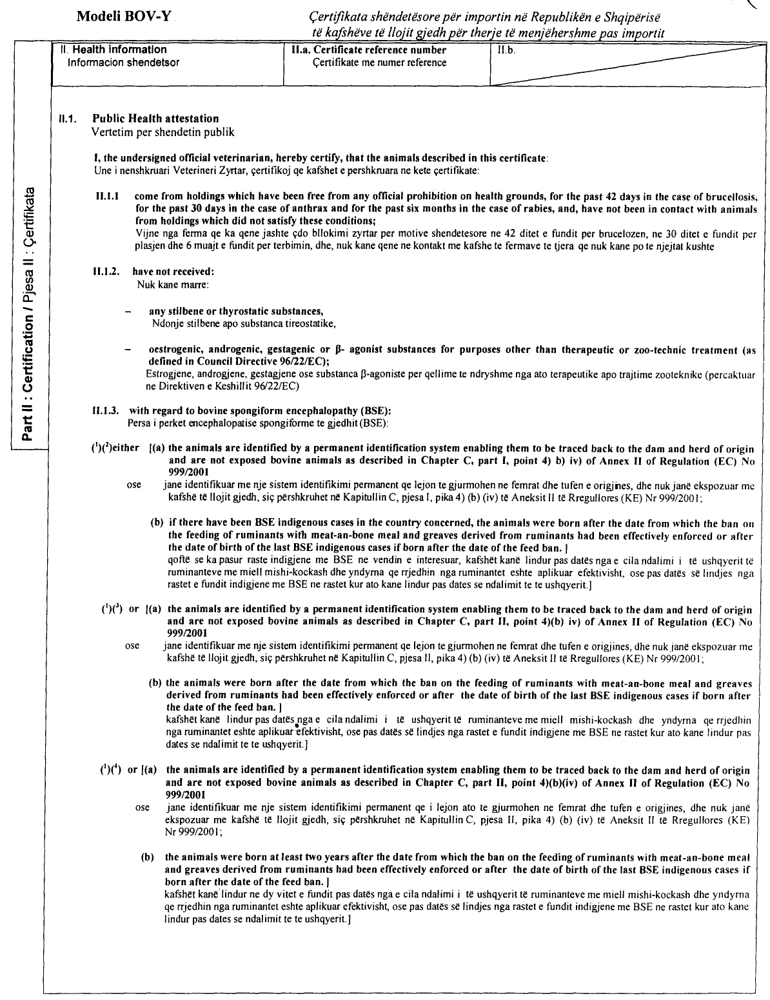 Modeli BOV-Y
Çertifikata shëndetësore për importin në Republikën e Shqipërisë
të kafshëve të llojit gjedh për therje të menjëhershme pas importit
II. Health information
Informacion shendetsor
II.a. Certificate reference number
Çertifikate me numer reference
II.b.
Part II : Certification / Pjesa II : Çertifikata
II.1. Public Health attestation
Vertetim per shendetin publik
I, the undersigned official veterinarian, hereby certify, that the animals described in this certificate:
Une i nenshkruari Veterineri Zyrtar, çertifikoj qe kafshet e pershkruara ne kete çertifikate:
II.1.1 come from holdings which have been free from any official prohibition on health grounds, for the past 42 days in the case of brucellosis,
for the past 30 days in the case of anthrax and for the past six months in the case of rabies, and, have not been in contact with animals
from holdings which did not satisfy these conditions;
Vijne nga ferma qe ka qene jashte çdo bllokimi zyrtar per motive shendetesore ne 42 ditet e fundit per brucelozen, ne 30 ditet e fundit per
plasjen dhe 6 muajt e fundit per terbimin, dhe, nuk kane qene ne kontakt me kafshe te fermave te tjera qe nuk kane po te njejtat kushte
II.1.2. have not received:
Nuk kane marre:
– any stilbene or thyrostatic substances,
Ndonje stilbene apo substanca tireostatike,
– oestrogenic, androgenic, gestagenic or β- agonist substances for purposes other than therapeutic or zoo-technic treatment (as
defined in Council Directive 96/22/EC);
Estrogjene, androgjene, gestagjene ose substanca β-agoniste per qellime te ndryshme nga ato terapeutike apo trajtime zooteknike (percaktuar
ne Direktiven e Keshillit 96/22/EC)
II.1.3. with regard to bovine spongiform encephalopathy (BSE):
Persa i perket encephalopatise spongiforme te gjedhit (BSE):
(¹)(²)either [(a) the animals are identified by a permanent identification system enabling them to be traced back to the dam and herd of origin
and are not exposed bovine animals as described in Chapter C, part I, point 4) b) iv) of Annex II of Regulation (EC) No
999/2001
ose jane identifikuar me nje sistem identifikimi permanent qe lejon te gjurmohen ne femrat dhe tufen e origjines, dhe nuk janë ekspozuar me
kafshë të llojit gjedh, siç përshkruhet në Kapitullin C, pjesa I, pika 4) (b) (iv) të Aneksit II të Rregullores (KE) Nr 999/2001;
(b) if there have been BSE indigenous cases in the country concerned, the animals were born after the date from which the ban on
the feeding of ruminants with meat-an-bone meal and greaves derived from ruminants had been effectively enforced or after
the date of birth of the last BSE indigenous cases if born after the date of the feed ban. ]
qoftë se ka pasur raste indigjene me BSE ne vendin e interesuar, kafshët kanë lindur pas datës nga e cila ndalimi i të ushqyerit të
ruminanteve me miell mishi-kockash dhe yndyrna qe rrjedhin nga ruminantet eshte aplikuar efektivisht, ose pas datës së lindjes nga
rastet e fundit indigjene me BSE ne rastet kur ato kane lindur pas dates se ndalimit te te ushqyerit.]
(¹)(³) or [(a) the animals are identified by a permanent identification system enabling them to be traced back to the dam and herd of origin
and are not exposed bovine animals as described in Chapter C, part II, point 4)(b) iv) of Annex II of Regulation (EC) No
999/2001
ose jane identifikuar me nje sistem identifikimi permanent qe lejon te gjurmohen ne femrat dhe tufen e origjines, dhe nuk janë ekspozuar me
kafshë të llojit gjedh, siç përshkruhet në Kapitullin C, pjesa II, pika 4) (b) (iv) të Aneksit II të Rregullores (KE) Nr 999/2001;
(b) the animals were born after the date from which the ban on the feeding of ruminants with meat-an-bone meal and greaves
derived from ruminants had been effectively enforced or after the date of birth of the last BSE indigenous cases if born after
the date of the feed ban. ]
kafshët kanë lindur pas datës nga e cila ndalimi i të ushqyerit të ruminanteve me miell mishi-kockash dhe yndyrna qe rrjedhin
nga ruminantet eshte aplikuar efektivisht, ose pas datës së lindjes nga rastet e fundit indigjene me BSE ne rastet kur ato kane lindur pas
dates se ndalimit te te ushqyerit.]
(¹)(⁴) or [(a) the animals are identified by a permanent identification system enabling them to be traced back to the dam and herd of origin
and are not exposed bovine animals as described in Chapter C, part II, point 4)(b)(iv) of Annex II of Regulation (EC) No
999/2001
ose jane identifikuar me nje sistem identifikimi permanent qe i lejon ato te gjurmohen ne femrat dhe tufen e origjines, dhe nuk janë
ekspozuar me kafshë të llojit gjedh, siç përshkruhet në Kapitullin C, pjesa II, pika 4) (b) (iv) të Aneksit II të Rregullores (KE)
Nr 999/2001;
(b) the animals were born at least two years after the date from which the ban on the feeding of ruminants with meat-an-bone meal
and greaves derived from ruminants had been effectively enforced or after the date of birth of the last BSE indigenous cases if
born after the date of the feed ban. ]
kafshët kanë lindur ne dy vitet e fundit pas datës nga e cila ndalimi i të ushqyerit të ruminanteve me miell mishi-kockash dhe yndyrna
qe rrjedhin nga ruminantet eshte aplikuar efektivisht, ose pas datës së lindjes nga rastet e fundit indigjene me BSE ne rastet kur ato kane
lindur pas dates se ndalimit te te ushqyerit.]